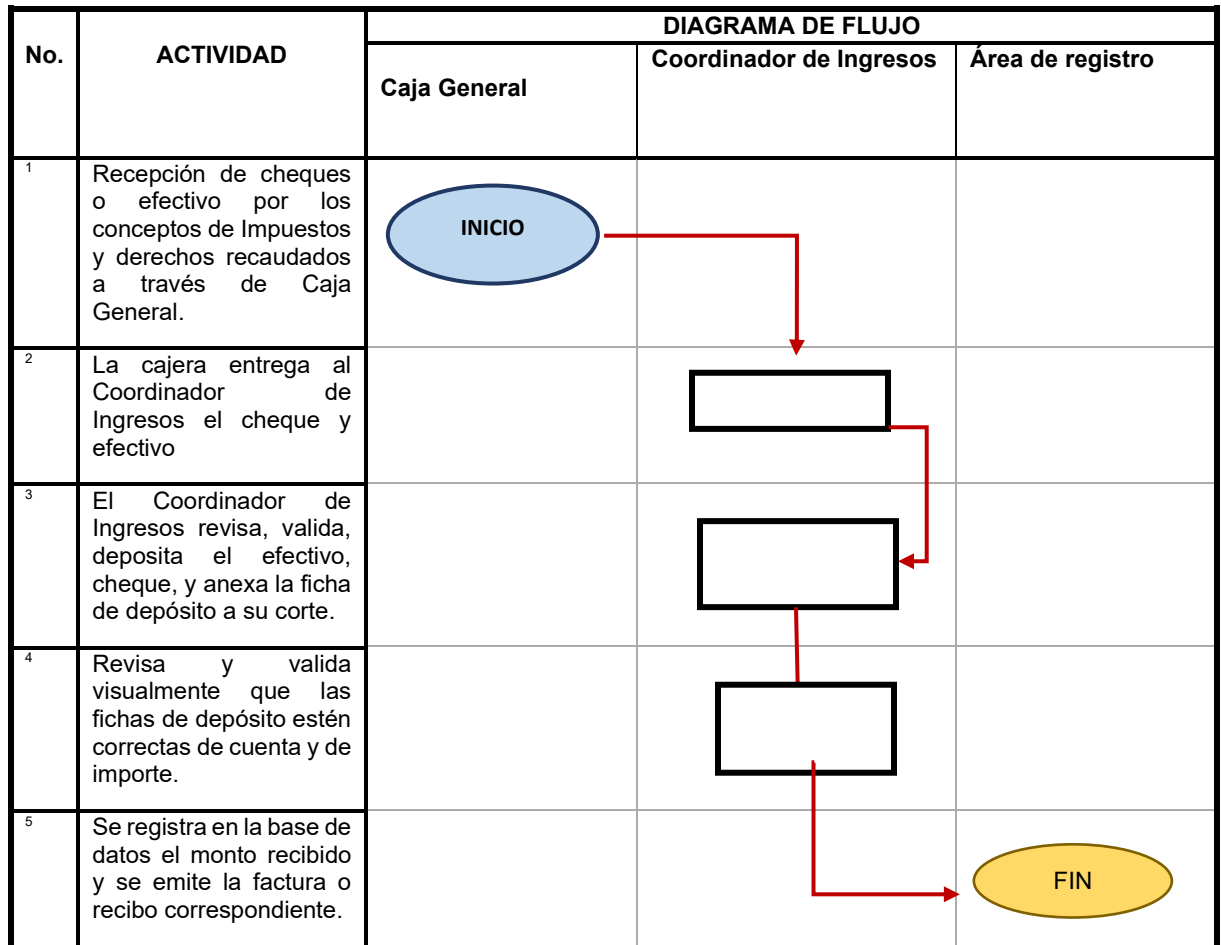 DIAGRAMA DE FLUJO
No.
ACTIVIDAD
Caja General
Coordinador de Ingresos
Área de registro
1
Recepción de cheques
o efectivo por los
conceptos de Impuestos
y derechos recaudados
a través de Caja
General.
INICIO
2
La cajera entrega al
Coordinador de
Ingresos el cheque y
efectivo
3
El Coordinador de
Ingresos revisa, valida,
deposita el efectivo,
cheque, y anexa la ficha
de depósito a su corte.
4
Revisa y valida
visualmente que las
fichas de depósito estén
correctas de cuenta y de
importe.
5
Se registra en la base de
datos el monto recibido
y se emite la factura o
recibo correspondiente.
FIN